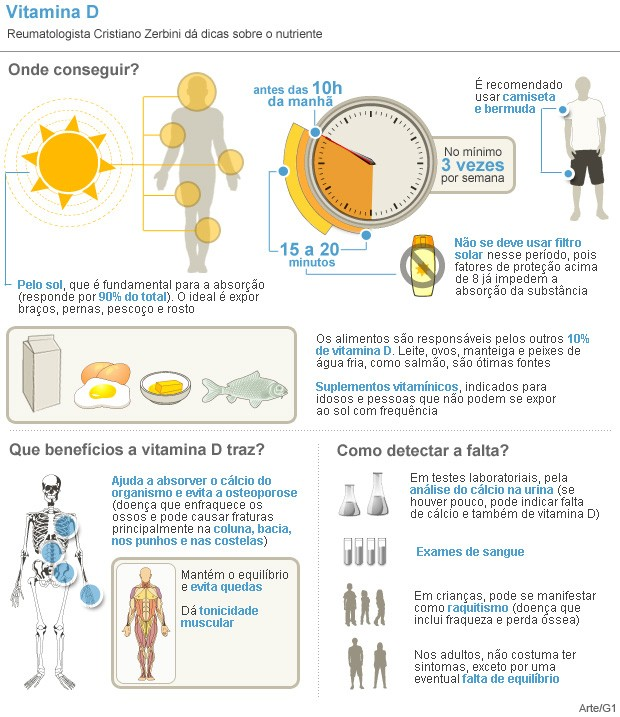 Vitamina D
Reumatologista Cristiano Zerbini dá dicas sobre o nutriente
Onde conseguir?
antes das 10h
da manhã
No mínimo
3 vezes
por semana
É recomendado
usar camiseta
e bermuda
15 a 20
minutos
Não se deve usar filtro
solar nesse período, pois
fatores de proteção acima
de 8 já impedem a
absorção da substância
Pelo sol, que é fundamental para a absorção
(responde por 90% do total). O ideal é expor
braços, pernas, pescoço e rosto
Os alimentos são responsáveis pelos outros 10%
de vitamina D. Leite, ovos, manteiga e peixes de
água fria, como salmão, são ótimas fontes
Suplementos vitamínicos, indicados para
idosos e pessoas que não podem se expor
ao sol com frequência
Que benefícios a vitamina D traz?
Ajuda a absorver o cálcio do
organismo e evita a osteoporose
(doença que enfraquece os
ossos e pode causar fraturas
principalmente na coluna, bacia,
nos punhos e nas costelas)
Mantém o equilíbrio
e evita quedas
Dá tonicidade
muscular
Como detectar a falta?
Em testes laboratoriais, pela
análise do cálcio na urina (se
houver pouco, pode indicar falta
de cálcio e também de vitamina D)
Exames de sangue
Em crianças, pode se manifestar
como raquitismo (doença que
inclui fraqueza e perda óssea)
Nos adultos, não costuma ter
sintomas, exceto por uma
eventual falta de equilíbrio
Arte/G1